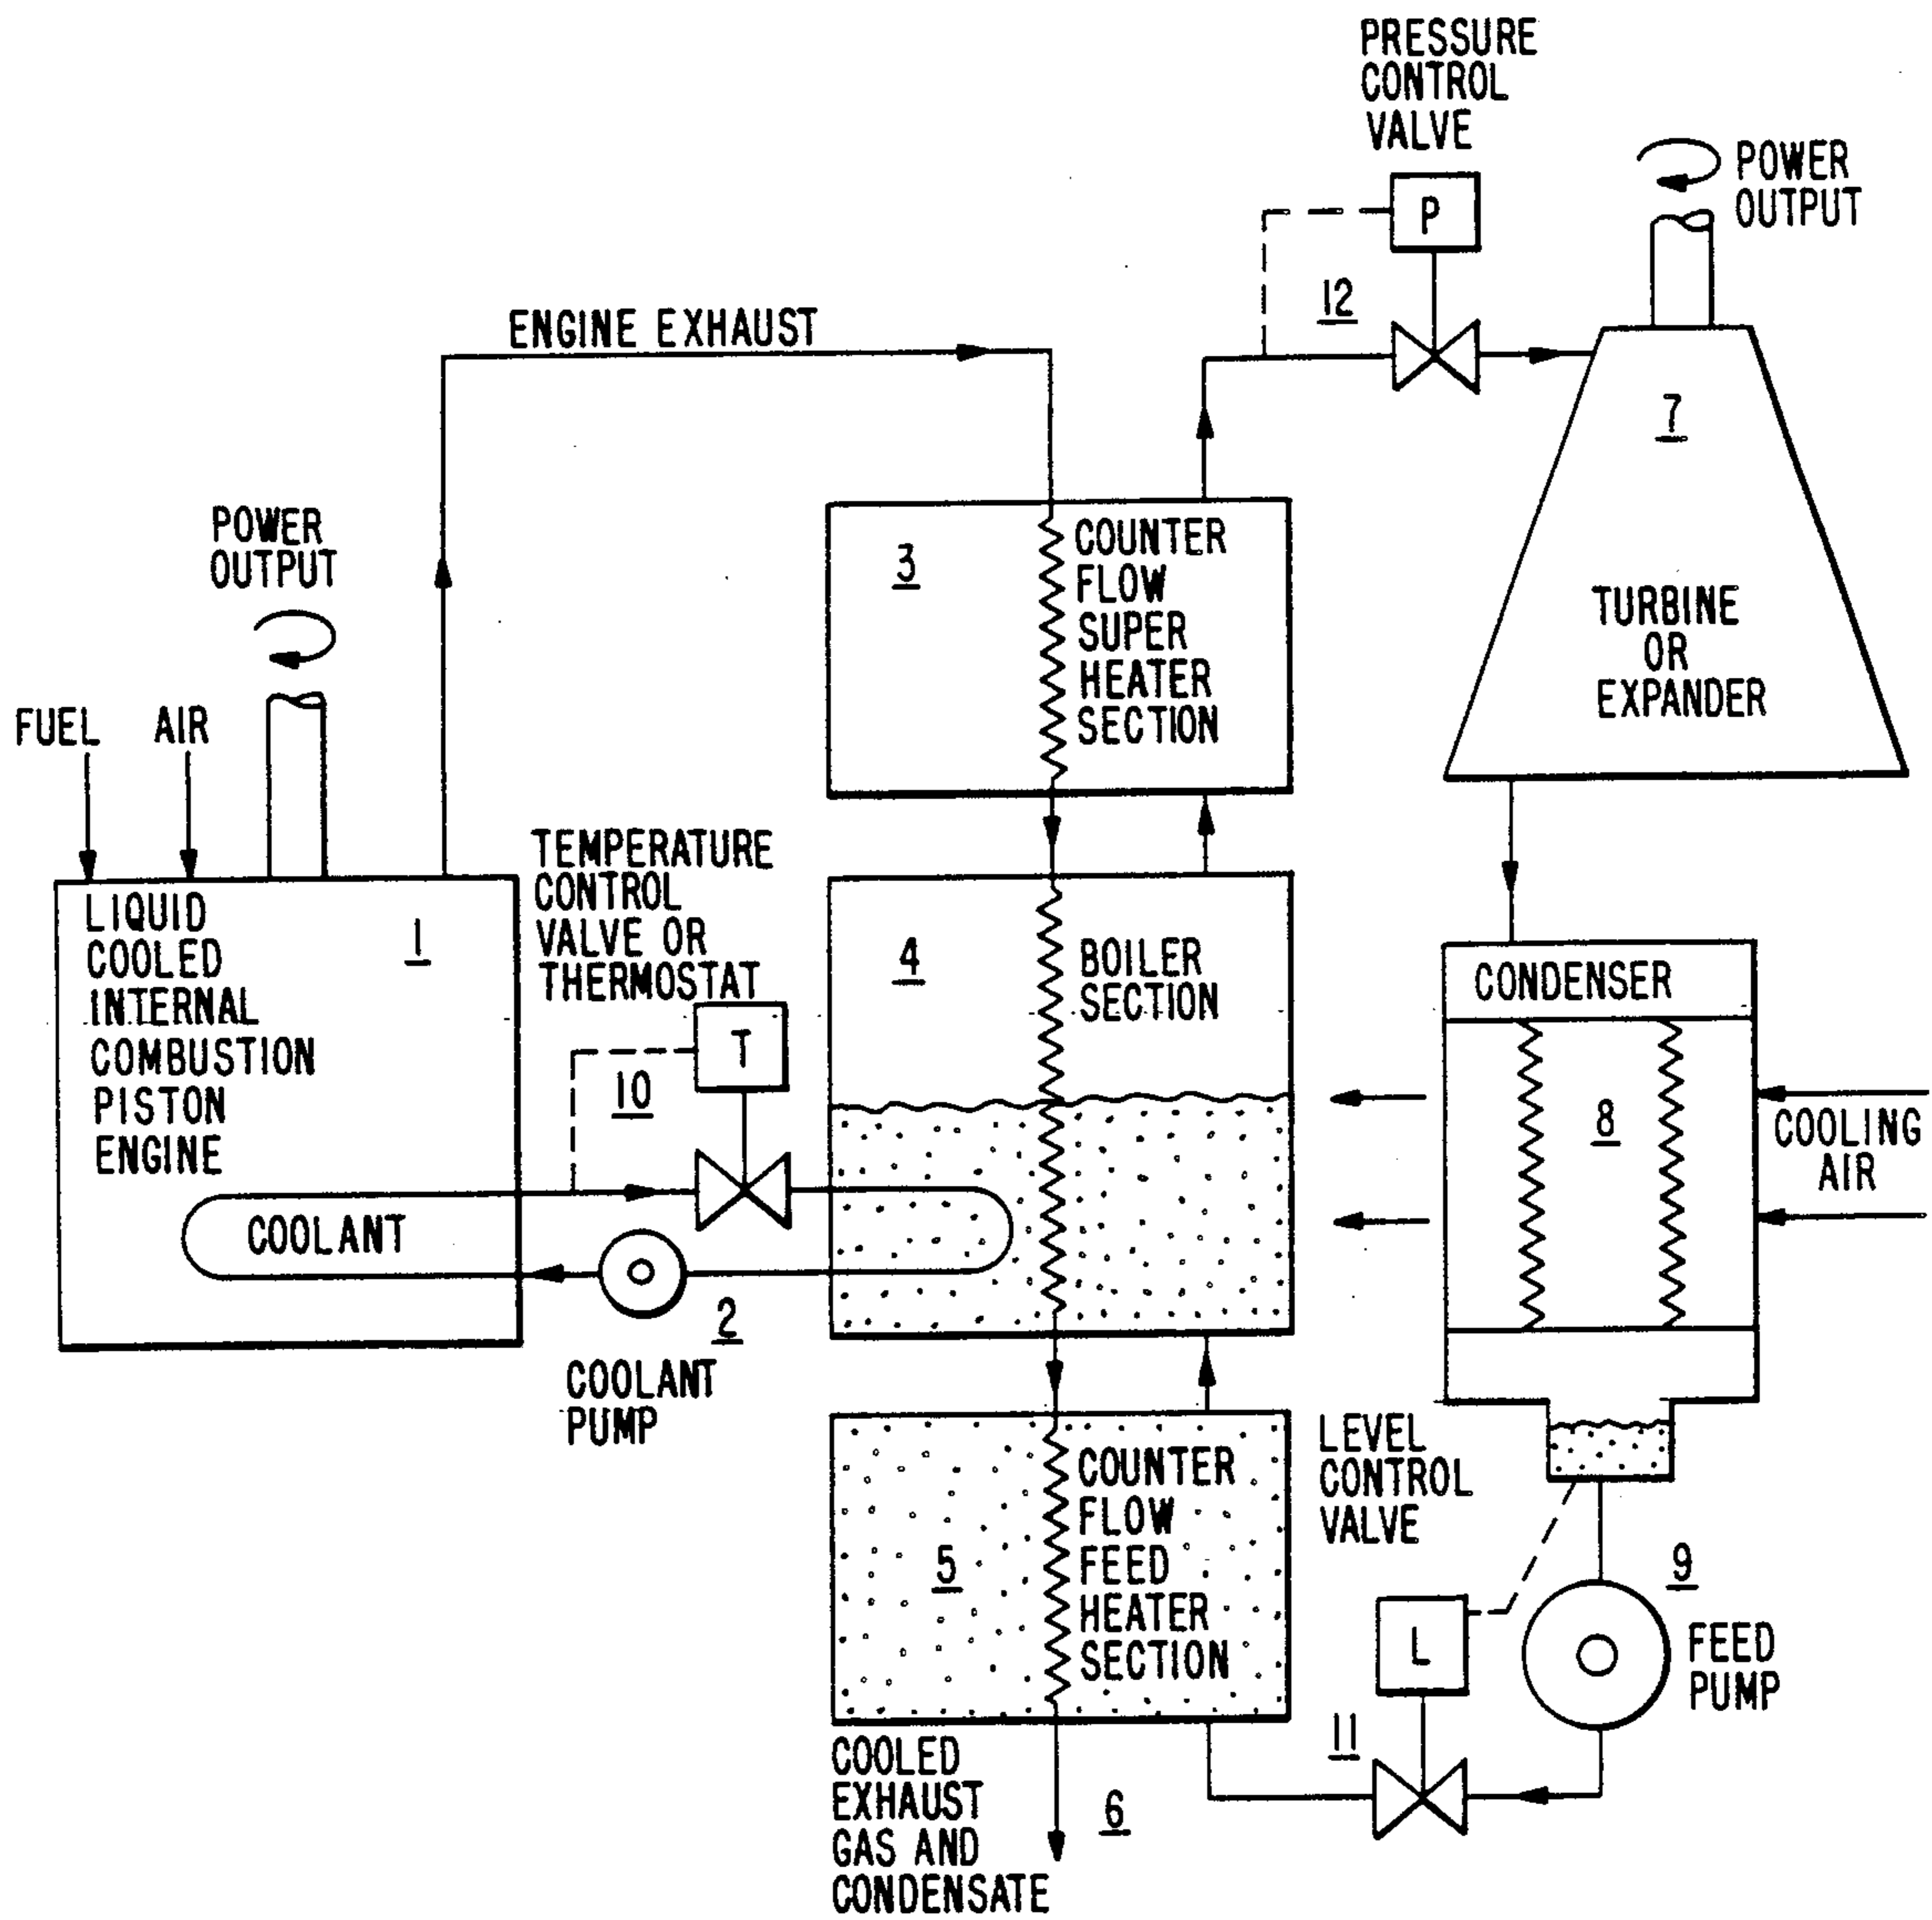 PRESSURE
CONTROL
VALVE
P
POWER
OUTPUT
12
ENGINE EXHAUST
7
TURBINE
OR
EXPANDER
POWER
OUTPUT
3
COUNTER
FLOW
SUPER
HEATER
SECTION
FUEL
AIR
TEMPERATURE
CONTROL
VALVE OR
THERMOSTAT
T
10
LIQUID
COOLED
INTERNAL
COMBUSTION
PISTON
ENGINE
1
COOLANT
2
COOLANT
PUMP
4
BOILER
SECTION
CONDENSER
8
COOLING
AIR
5
COUNTER
FLOW
FEED
HEATER
SECTION
LEVEL
CONTROL
VALVE
L
9
FEED
PUMP
11
COOLED
EXHAUST
GAS AND
CONDENSATE
6